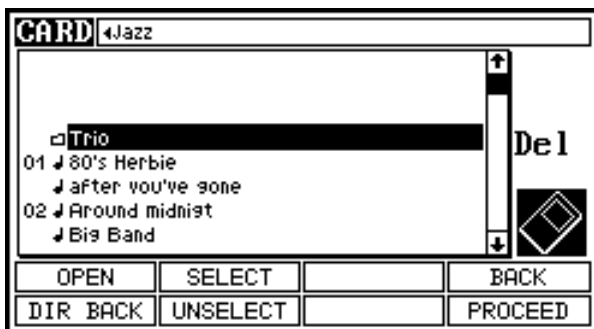 CARD Jazz
Trio
Del
01 80's Herbie
after you've gone
02 Around midnigt
Big Band
OPEN SELECT BACK
DIR BACK UNSELECT PROCEED